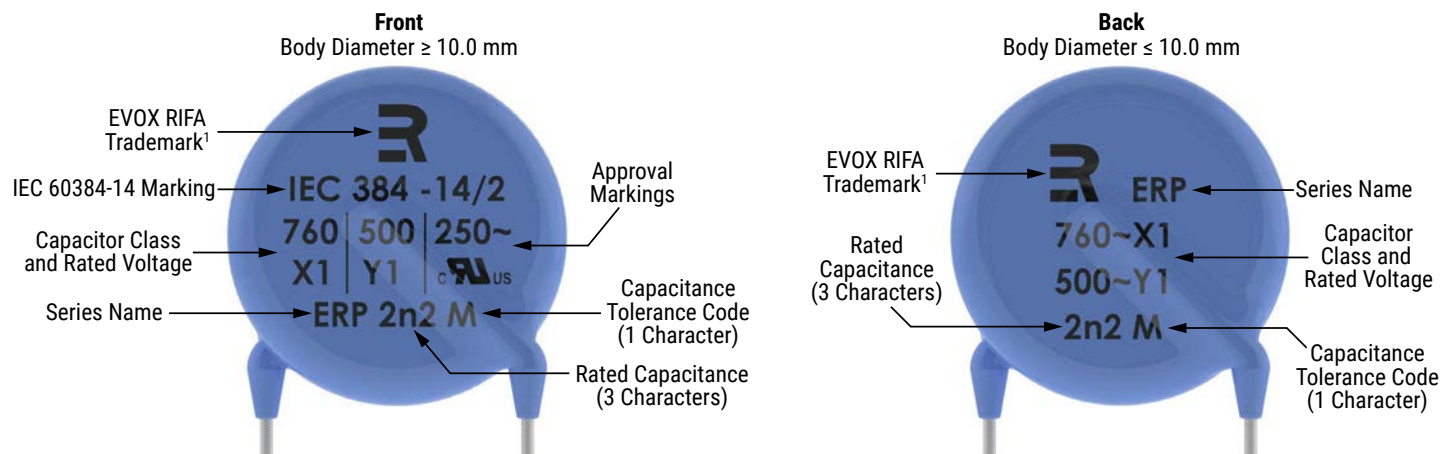 Front
Body Diameter ≥ 10.0 mm
EVOX RIFA
Trademark¹
IEC 60384-14 Marking
Capacitor Class
and Rated Voltage
Series Name
ER
IEC 384 -14/2
760 | 500 | 250~
X1 | Y1 | c RU US
ERP 2n2 M
Approval
Markings
Capacitance
Tolerance Code
(1 Character)
Rated Capacitance
(3 Characters)
Back
Body Diameter ≤ 10.0 mm
EVOX RIFA
Trademark¹
Rated
Capacitance
(3 Characters)
ER ERP
760~X1
500~Y1
2n2 M
Series Name
Capacitor
Class and
Rated Voltage
Capacitance
Tolerance Code
(1 Character)